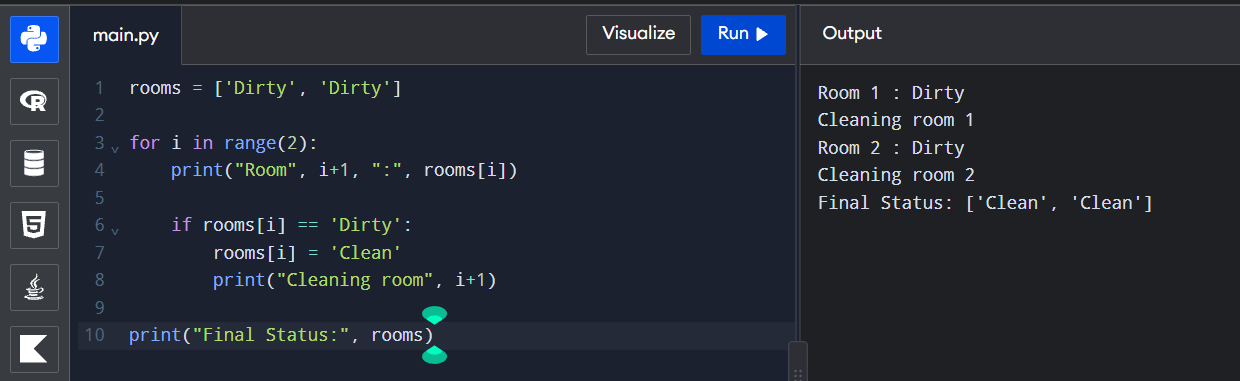 main.py
Visualize
Run
Output
1 rooms = ['Dirty', 'Dirty']
2
3 for i in range(2):
4     print("Room", i+1, ":", rooms[i])
5
6     if rooms[i] == 'Dirty':
7         rooms[i] = 'Clean'
8         print("Cleaning room", i+1)
9
10 print("Final Status:", rooms)
Room 1 : Dirty
Cleaning room 1
Room 2 : Dirty
Cleaning room 2
Final Status: ['Clean', 'Clean']